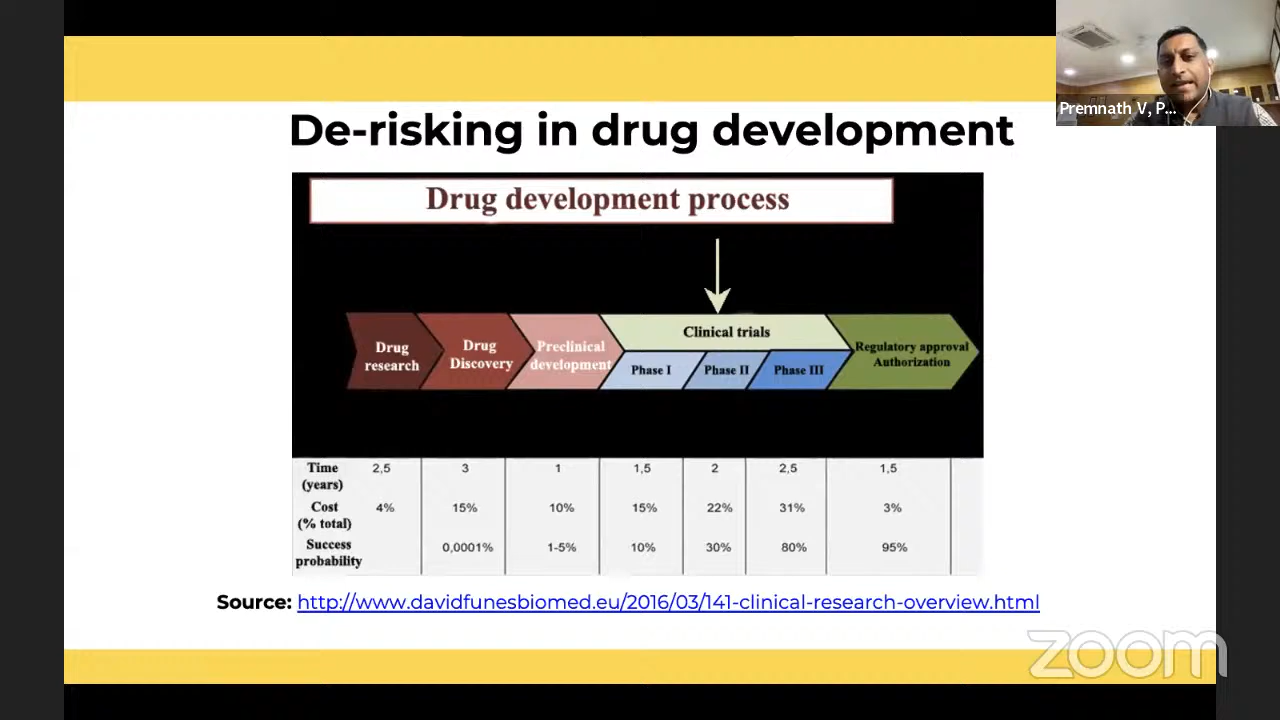 Premnath V, P...
De-risking in drug development
Drug development process
Clinical trials
Drug
research
Drug
Discovery
Preclinical
development
Phase I
Phase II
Phase III
Regulatory approval
Authorization
Time
(years)
2,5
3
1
1,5
2
2,5
1,5
Cost
(% total)
4%
15%
10%
15%
22%
31%
3%
Success
probability
0,0001%
1-5%
10%
30%
80%
95%
Source: http://www.davidfunesbiomed.eu/2016/03/141-clinical-research-overview.html
zoom